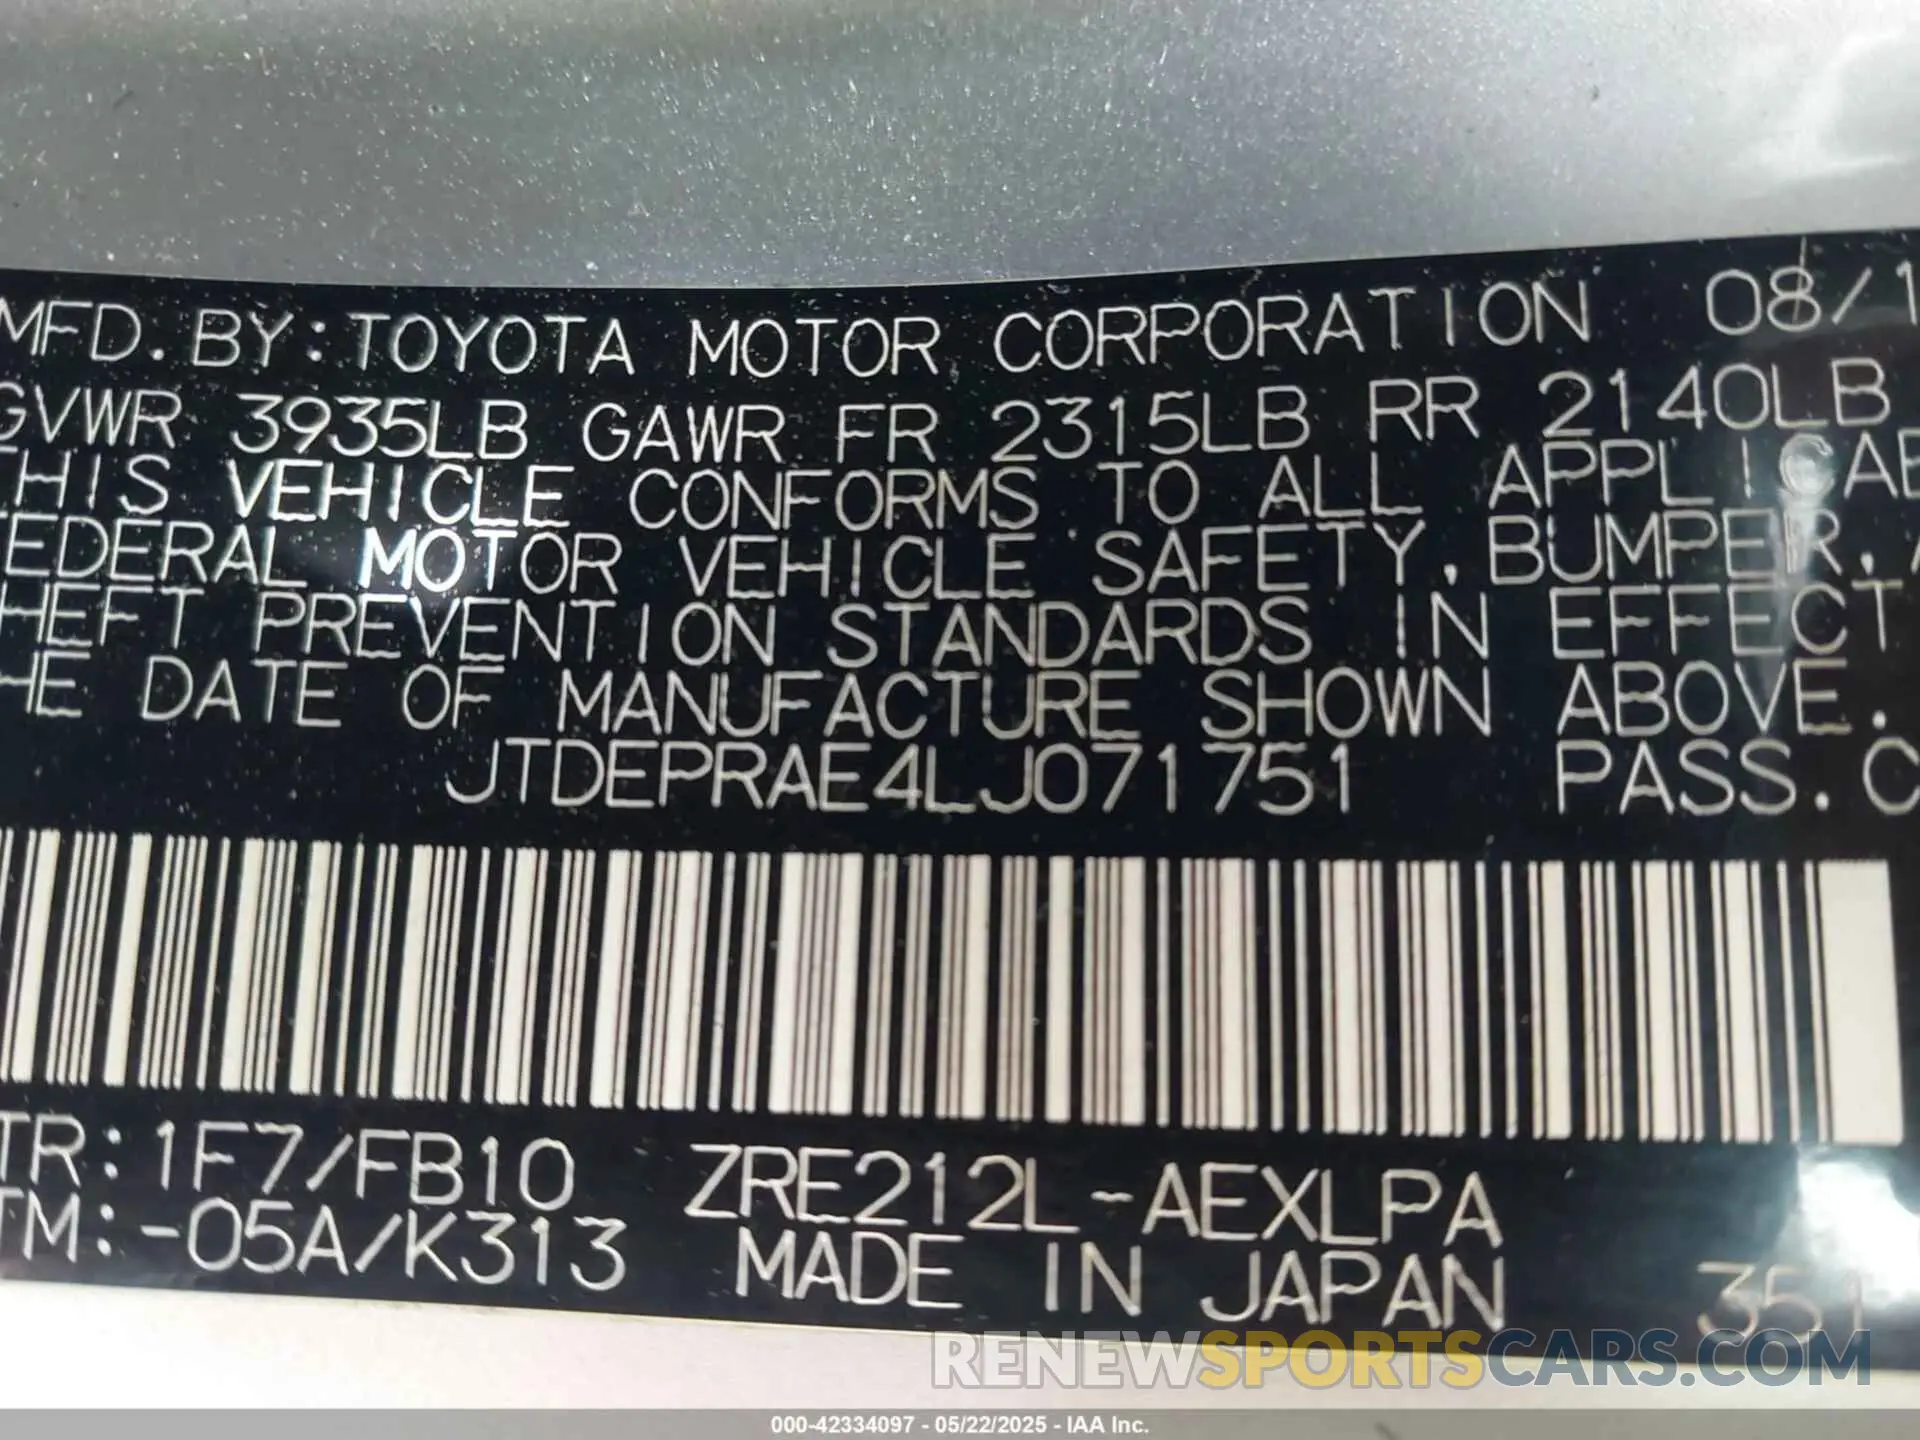 MFD. BY: TOYOTA MOTOR CORPORATION 08/1
GVWR 3935LB GAWR FR 2315LB RR 2140LB
THIS VEHICLE CONFORMS TO ALL APPLICAB
FEDERAL MOTOR VEHICLE SAFETY, BUMPER, A
HEFT PREVENTION STANDARDS IN EFFECT
HE DATE OF MANUFACTURE SHOWN ABOVE.
JTDEPRAE4LJ071751 PASS. C
TR: 1F7/FB10 ZRE212L-AEXLPA
TM: -05A/K313 MADE IN JAPAN 351
RENEWSPORTSCARS.COM
000-42334097 - 05/22/2025 - IAA Inc.